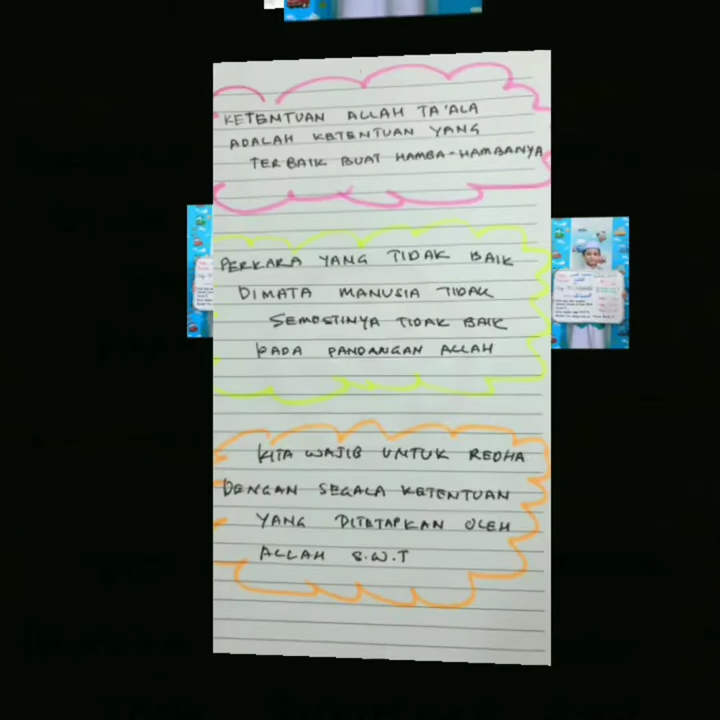 KETENTUAN ALLAH TA'ALA
ADALAH KETENTUAN YANG
TERBAIK BUAT HAMBA-HAMBANYA
PERKARA YANG TIDAK BAIK
DIMATA MANUSIA TIDAK
SEMESTINYA TIDAK BAIK
PADA PANDANGAN ALLAH
KITA WAJIB UNTUK REDHA
DENGAN SEGALA KETENTUAN
YANG DITETAPKAN OLEH
ALLAH S.W.T